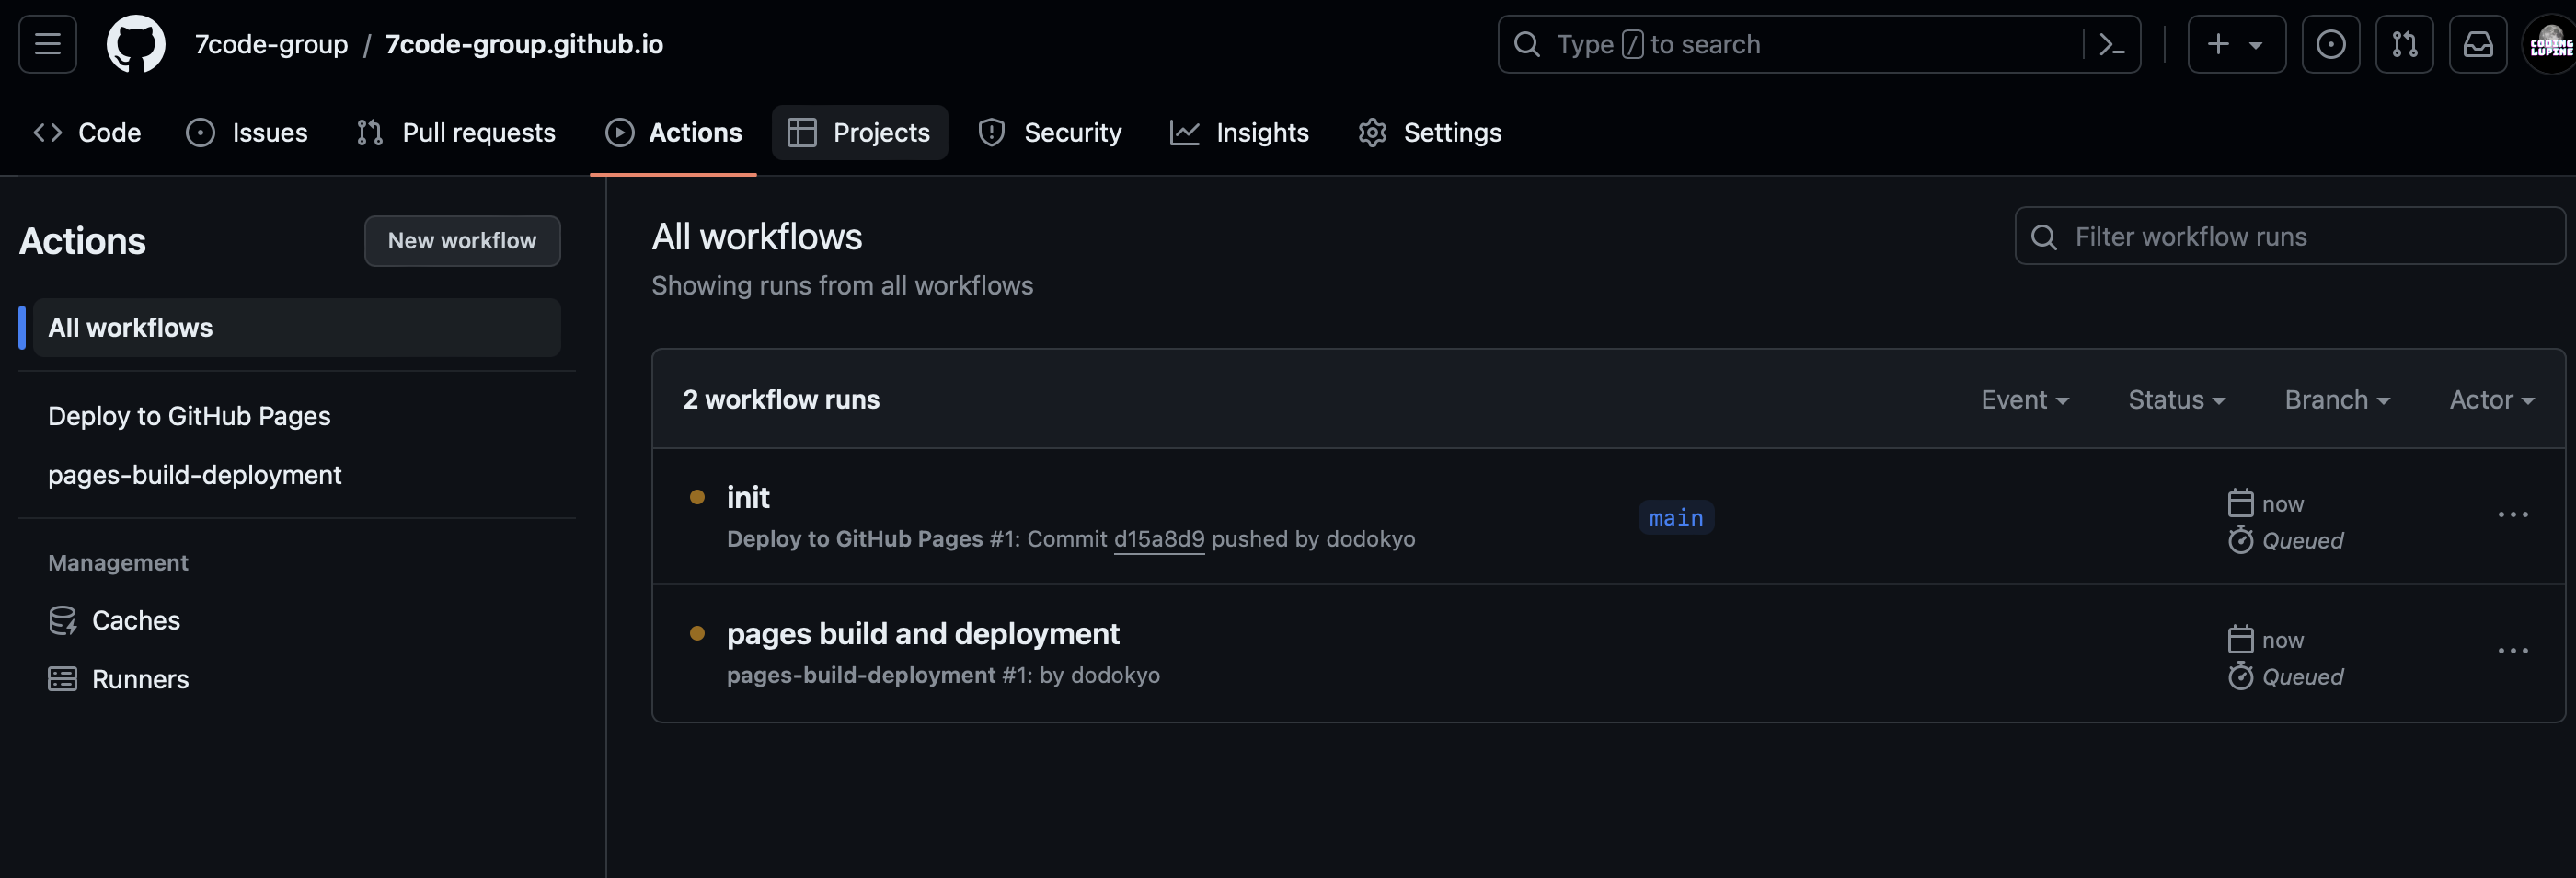 7code-group / 7code-group.github.io
Type / to search
Code
Issues
Pull requests
Actions
Projects
Security
Insights
Settings
CODING
LUPINE
Actions
New workflow
All workflows
Deploy to GitHub Pages
pages-build-deployment
Management
Caches
Runners
All workflows
Showing runs from all workflows
Filter workflow runs
2 workflow runs
Event
Status
Branch
Actor
init
Deploy to GitHub Pages #1: Commit d15a8d9 pushed by dodokyo
main
now
Queued
pages build and deployment
pages-build-deployment #1: by dodokyo
now
Queued